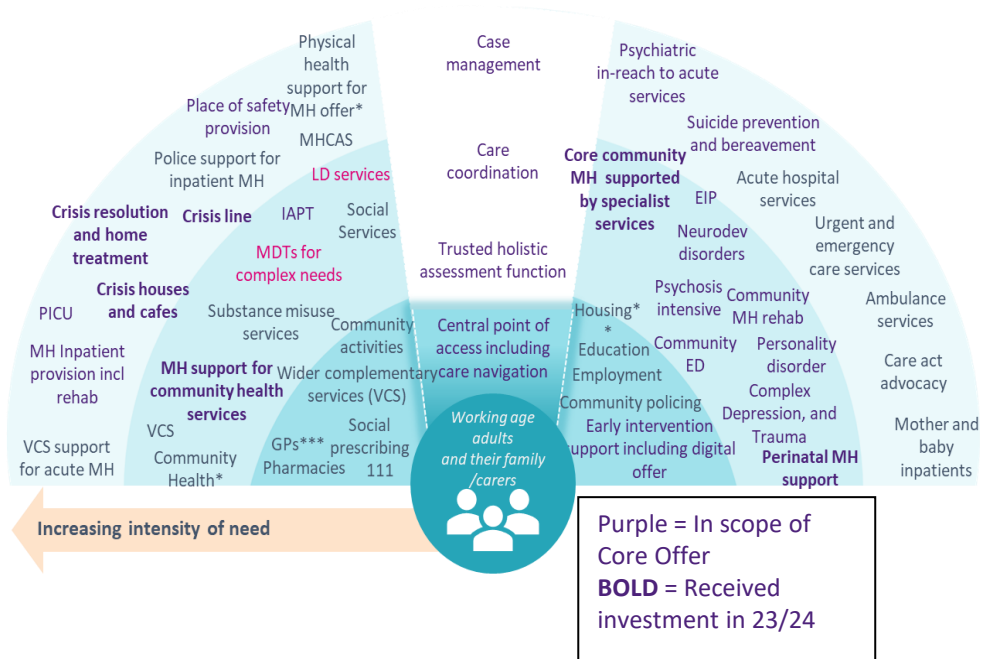 Physical
health
support for
MH offer*
Place of safety
provision
MHCAS
Police support for
inpatient MH
LD services
Crisis resolution
and home
treatment
Crisis line
IAPT
Social
Services
MDTs for
complex needs
Crisis houses
and cafes
PICU
Substance misuse
services
Community
activities
MH Inpatient
provision incl
rehab
MH support for
community health
services
Wider complementary
services (VCS)
VCS support
for acute MH
VCS
Community
Health*
GPs***
Pharmacies
Social
prescribing
111
Case
management
Care
coordination
Trusted holistic
assessment function
Central point of
access including
care navigation
Working age
adults
and their family
/carers
Psychiatric
in-reach to acute
services
Suicide prevention
and bereavement
Core community
MH supported
by specialist
services
EIP
Acute hospital
services
Neurodev
disorders
Urgent and
emergency
care services
Psychosis
intensive
Community
MH rehab
Ambulance
services
Housing*
*
Education
Employment
Community
ED
Personality
disorder
Care act
advocacy
Community policing
Complex
Depression, and
Trauma
Early intervention
support including digital
offer
Perinatal MH
support
Mother and
baby
inpatients
Increasing intensity of need
Purple = In scope of
Core Offer
BOLD = Received
investment in 23/24